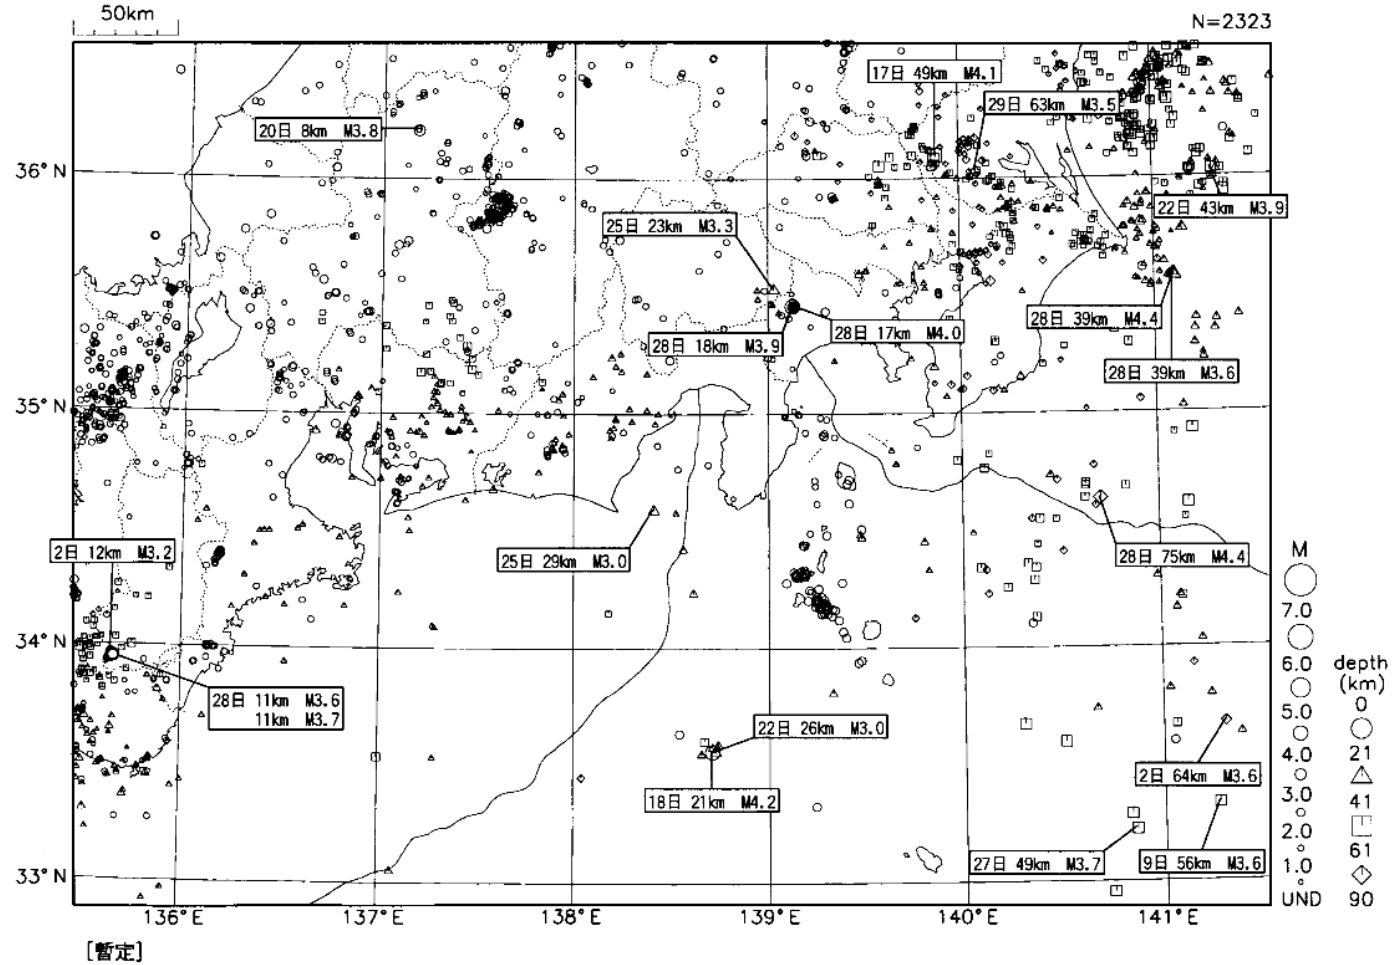 50km
N=2323
17日 49km M4.1
29日 63km M3.5
20日 8km M3.8
36°N
22日 43km M3.9
25日 23km M3.3
28日 39km M4.4
28日 17km M4.0
28日 18km M3.9
28日 39km M3.6
35°N
2日 12km M3.2
25日 29km M3.0
28日 75km M4.4
34°N
28日 11km M3.6
11km M3.7
22日 26km M3.0
2日 64km M3.6
18日 21km M4.2
27日 49km M3.7
9日 56km M3.6
33°N
136°E
137°E
138°E
139°E
140°E
141°E
M
7.0
6.0
5.0
4.0
3.0
2.0
1.0
UND
depth
(km)
0
21
41
61
90
[暫定]